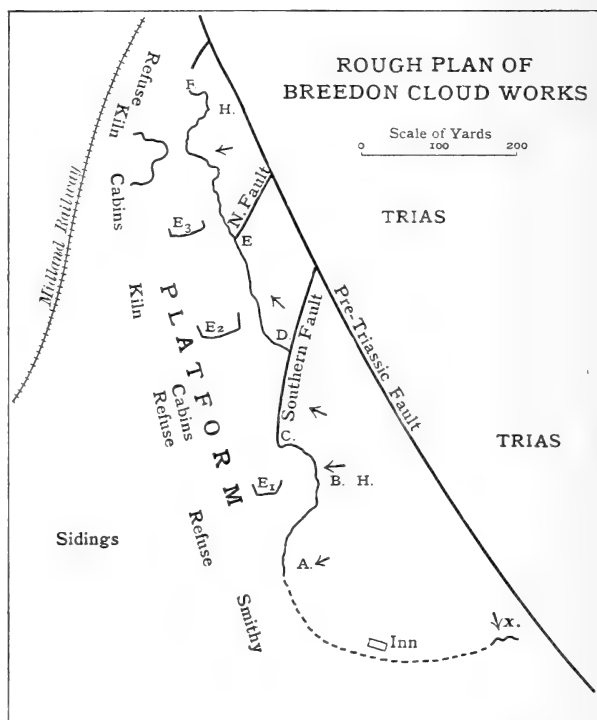 ROUGH PLAN OF
BREEDON CLOUD WORKS
Scale of Yards
0 100 200
Refuse
F.
H.
Kiln
Cabins
Midland Railway
N. Fault
TRIAS
E3
E
Kiln
PLATFORM
E2
D.
Southern Fault
Pre-Triassic Fault
Cabins
Refuse
C.
TRIAS
B. H.
E1
Refuse
Sidings
A.
Smithy
x.
Inn